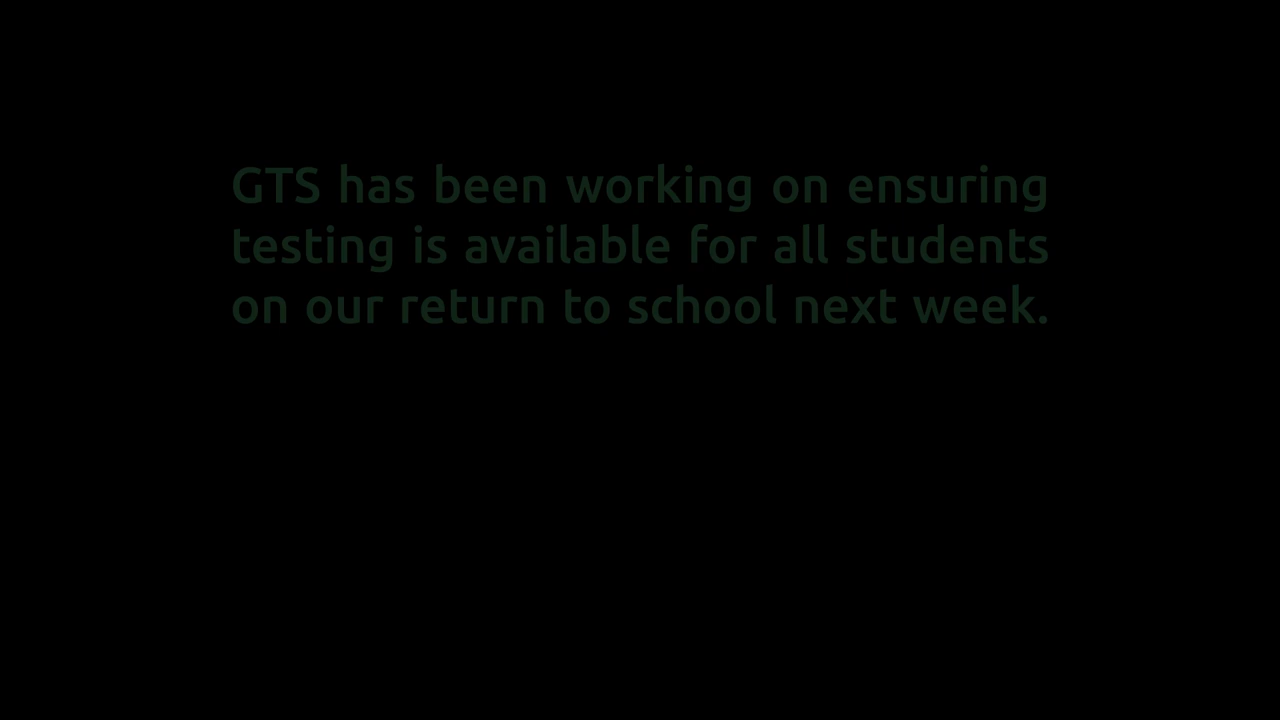 GTS has been working on ensuring
testing is available for all students
on our return to school next week.